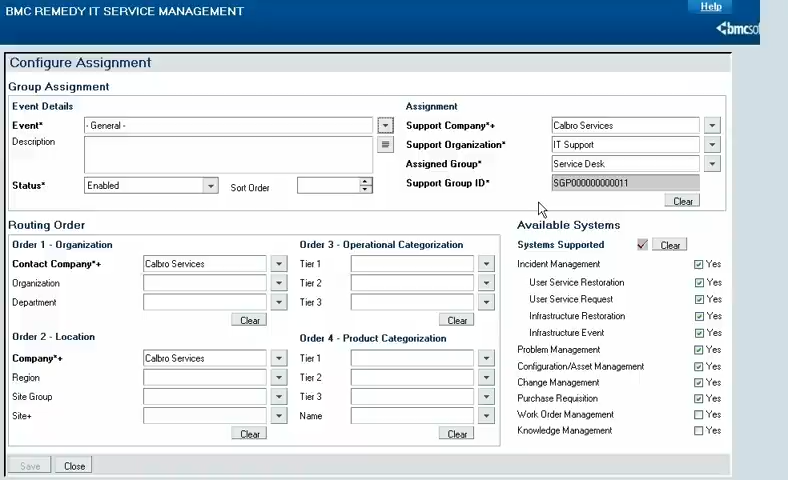 BMC REMEDY IT SERVICE MANAGEMENT
Help
bmcsof
Configure Assignment
Group Assignment
Event Details
Event*
- General -
Description
Status*
Enabled
Sort Order
Assignment
Support Company*+
Calbro Services
Support Organization*
IT Support
Assigned Group*
Service Desk
Support Group ID*
SGP000000000011
Clear
Routing Order
Order 1 - Organization
Contact Company*+
Calbro Services
Organization
Department
Clear
Order 2 - Location
Company*+
Calbro Services
Region
Site Group
Site+
Clear
Order 3 - Operational Categorization
Tier 1
Tier 2
Tier 3
Clear
Order 4 - Product Categorization
Tier 1
Tier 2
Tier 3
Name
Clear
Available Systems
Systems Supported
Clear
Incident Management Yes
User Service Restoration Yes
User Service Request Yes
Infrastructure Restoration Yes
Infrastructure Event Yes
Problem Management Yes
Configuration/Asset Management Yes
Change Management Yes
Purchase Requisition Yes
Work Order Management Yes
Knowledge Management Yes
Save
Close